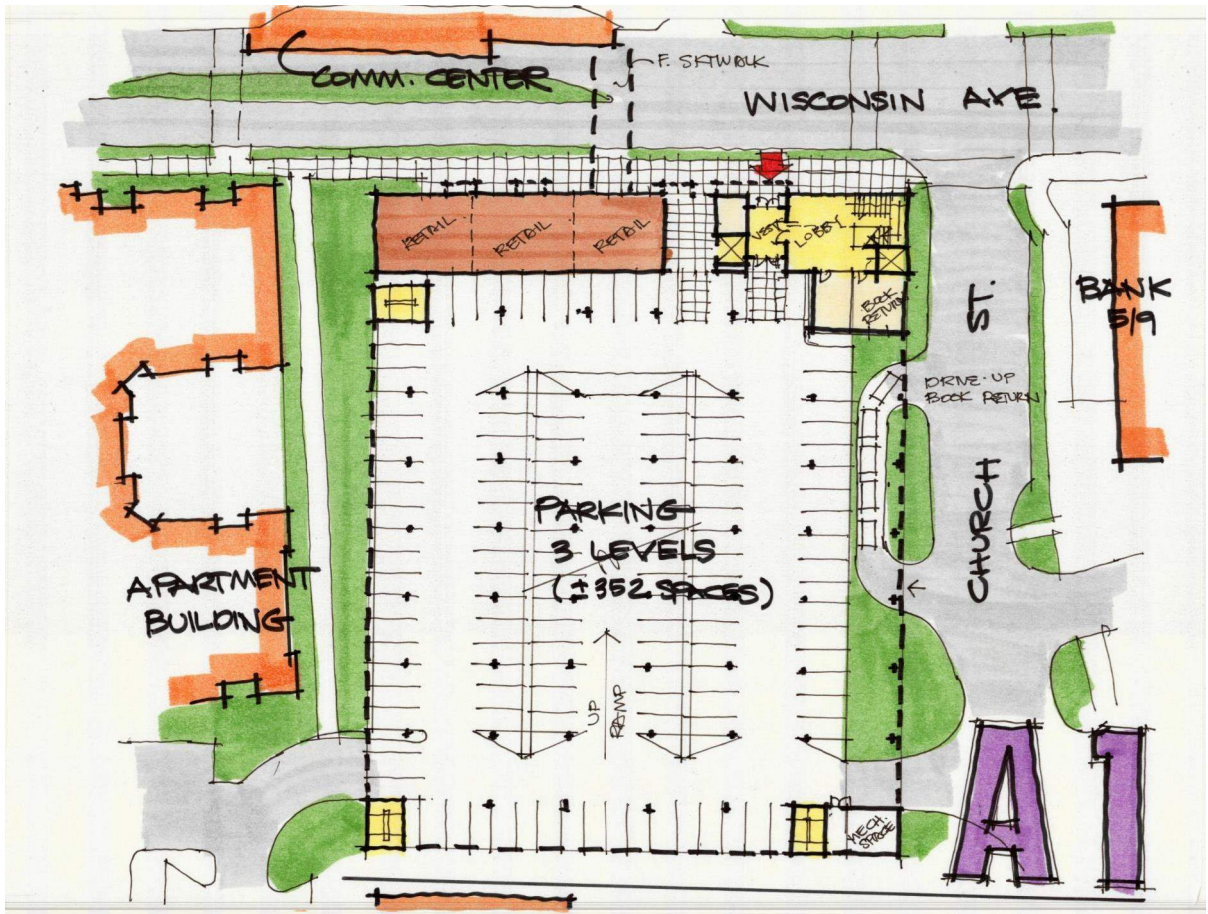 COMM. CENTER
F. SKYWALK
WISCONSIN AVE.
RETAIL
RETAIL
RETAIL
VEST.
LOBBY
BOOK
RETURN
BANK
5/9
DRIVE-UP
BOOK RETURN
CHURCH ST.
PARKING
3 LEVELS
(±352 SPACES)
APARTMENT
BUILDING
UP
RAMP
MECH.
SPACE
A1